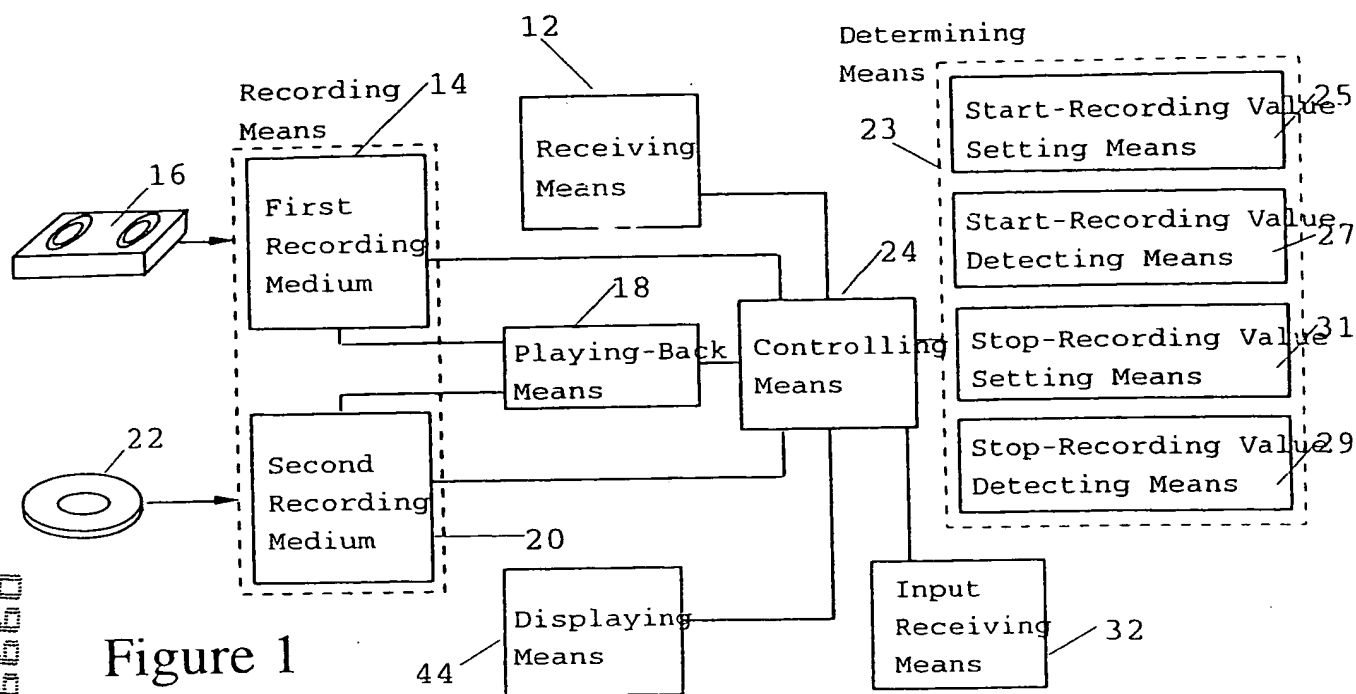 12
Determining
Means
Recording
Means
14
25
Start-Recording Value
Setting Means
23
Receiving
Means
16
First
Recording
Medium
Start-Recording Value
Detecting Means
27
24
18
Playing-Back
Means
Controlling
Means
Stop-Recording Value
Setting Means
31
22
Second
Recording
Medium
Stop-Recording Value
Detecting Means
29
20
Displaying
Means
44
Input
Receiving
Means
32
Figure 1